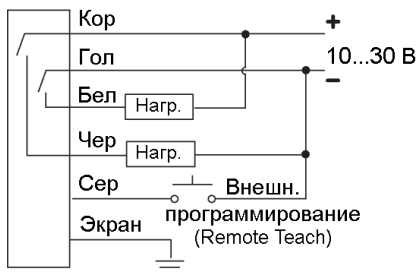 Кор
+
Гол
10...30 В
−
Бел
Нагр.
Чер
Нагр.
Сер
Внешн.
программирование
(Remote Teach)
Экран